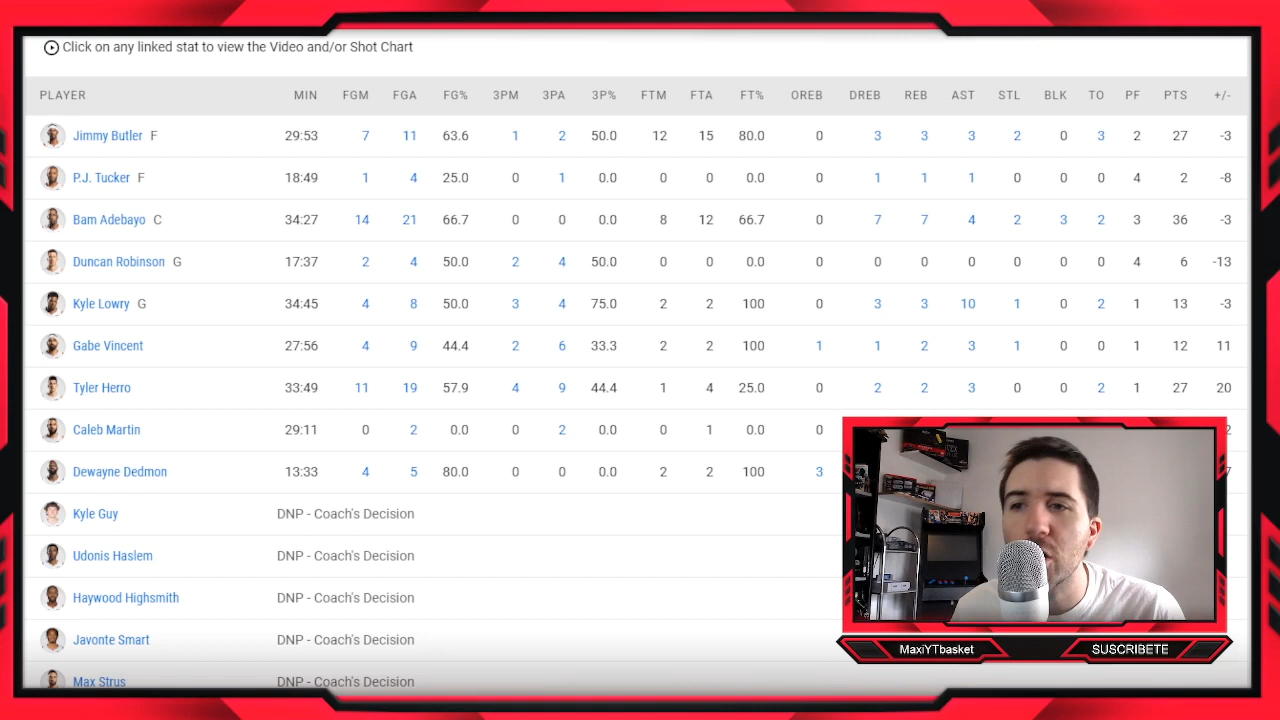 Click on any linked stat to view the Video and/or Shot Chart
PLAYER MIN FGM FGA FG% 3PM 3PA 3P% FTM FTA FT% OREB DREB REB AST STL BLK TO PF PTS +/-
Jimmy Butler F 29:53 7 11 63.6 1 2 50.0 12 15 80.0 0 3 3 3 2 0 3 2 27 -3
P.J. Tucker F 18:49 1 4 25.0 0 1 0.0 0 0 0.0 0 1 1 1 0 0 0 4 2 -8
Bam Adebayo C 34:27 14 21 66.7 0 0 0.0 8 12 66.7 0 7 7 4 2 3 2 3 36 -3
Duncan Robinson G 17:37 2 4 50.0 2 4 50.0 0 0 0.0 0 0 0 0 0 0 0 4 6 -13
Kyle Lowry G 34:45 4 8 50.0 3 4 75.0 2 2 100 0 3 3 10 1 0 2 1 13 -3
Gabe Vincent 27:56 4 9 44.4 2 6 33.3 2 2 100 1 1 2 3 1 0 0 1 12 11
Tyler Herro 33:49 11 19 57.9 4 9 44.4 1 4 25.0 0 2 2 3 0 0 2 1 27 20
Caleb Martin 29:11 0 2 0.0 0 2 0.0 0 1 0.0 0
Dewayne Dedmon 13:33 4 5 80.0 0 0 0.0 2 2 100 3
Kyle Guy DNP - Coach's Decision
Udonis Haslem DNP - Coach's Decision
Haywood Highsmith DNP - Coach's Decision
Javonte Smart DNP - Coach's Decision
Max Strus DNP - Coach's Decision
MaxiYTbasket SUSCRIBETE